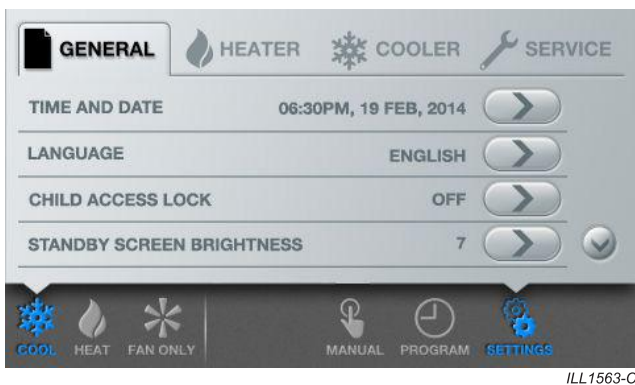 GENERAL HEATER COOLER SERVICE
TIME AND DATE 06:30PM, 19 FEB, 2014
LANGUAGE ENGLISH
CHILD ACCESS LOCK OFF
STANDBY SCREEN BRIGHTNESS 7
COOL HEAT FAN ONLY MANUAL PROGRAM SETTINGS
ILL1563-C